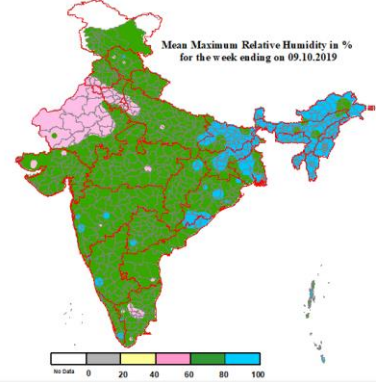 Mean Maximum Relative Humidity in %
for the week ending on 09.10.2019
No Data 0 20 40 60 80 100